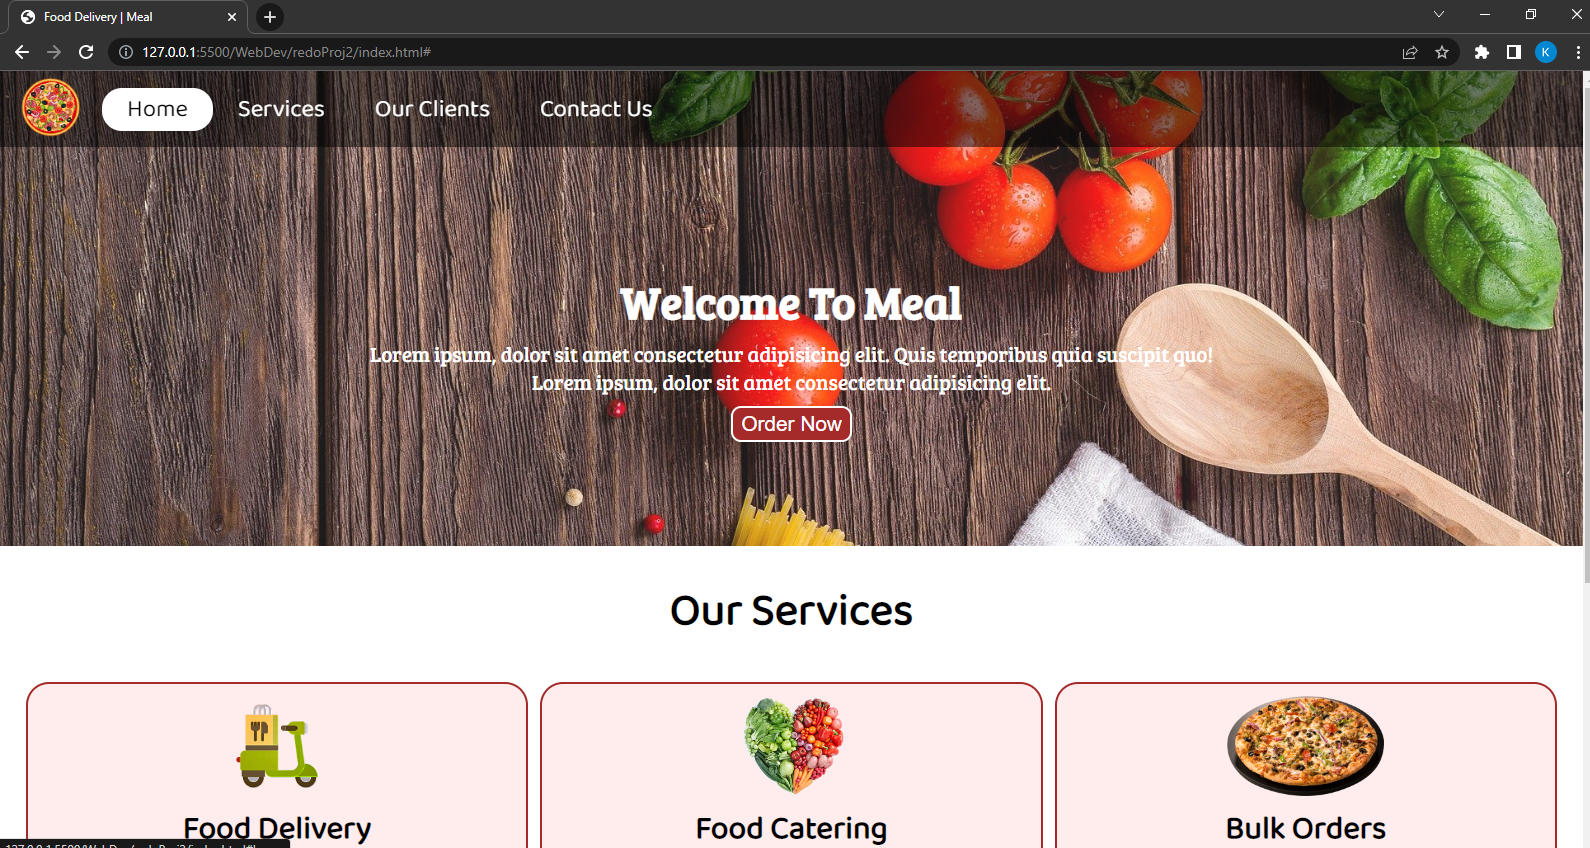 Food Delivery | Meal
127.0.0.1:5500/WebDev/redoProj2/index.html#
K
Home Services Our Clients Contact Us
Welcome To Meal
Lorem ipsum, dolor sit amet consectetur adipisicing elit. Quis temporibus quia suscipit quo!
Lorem ipsum, dolor sit amet consectetur adipisicing elit.
Order Now
Our Services
Food Delivery Food Catering Bulk Orders